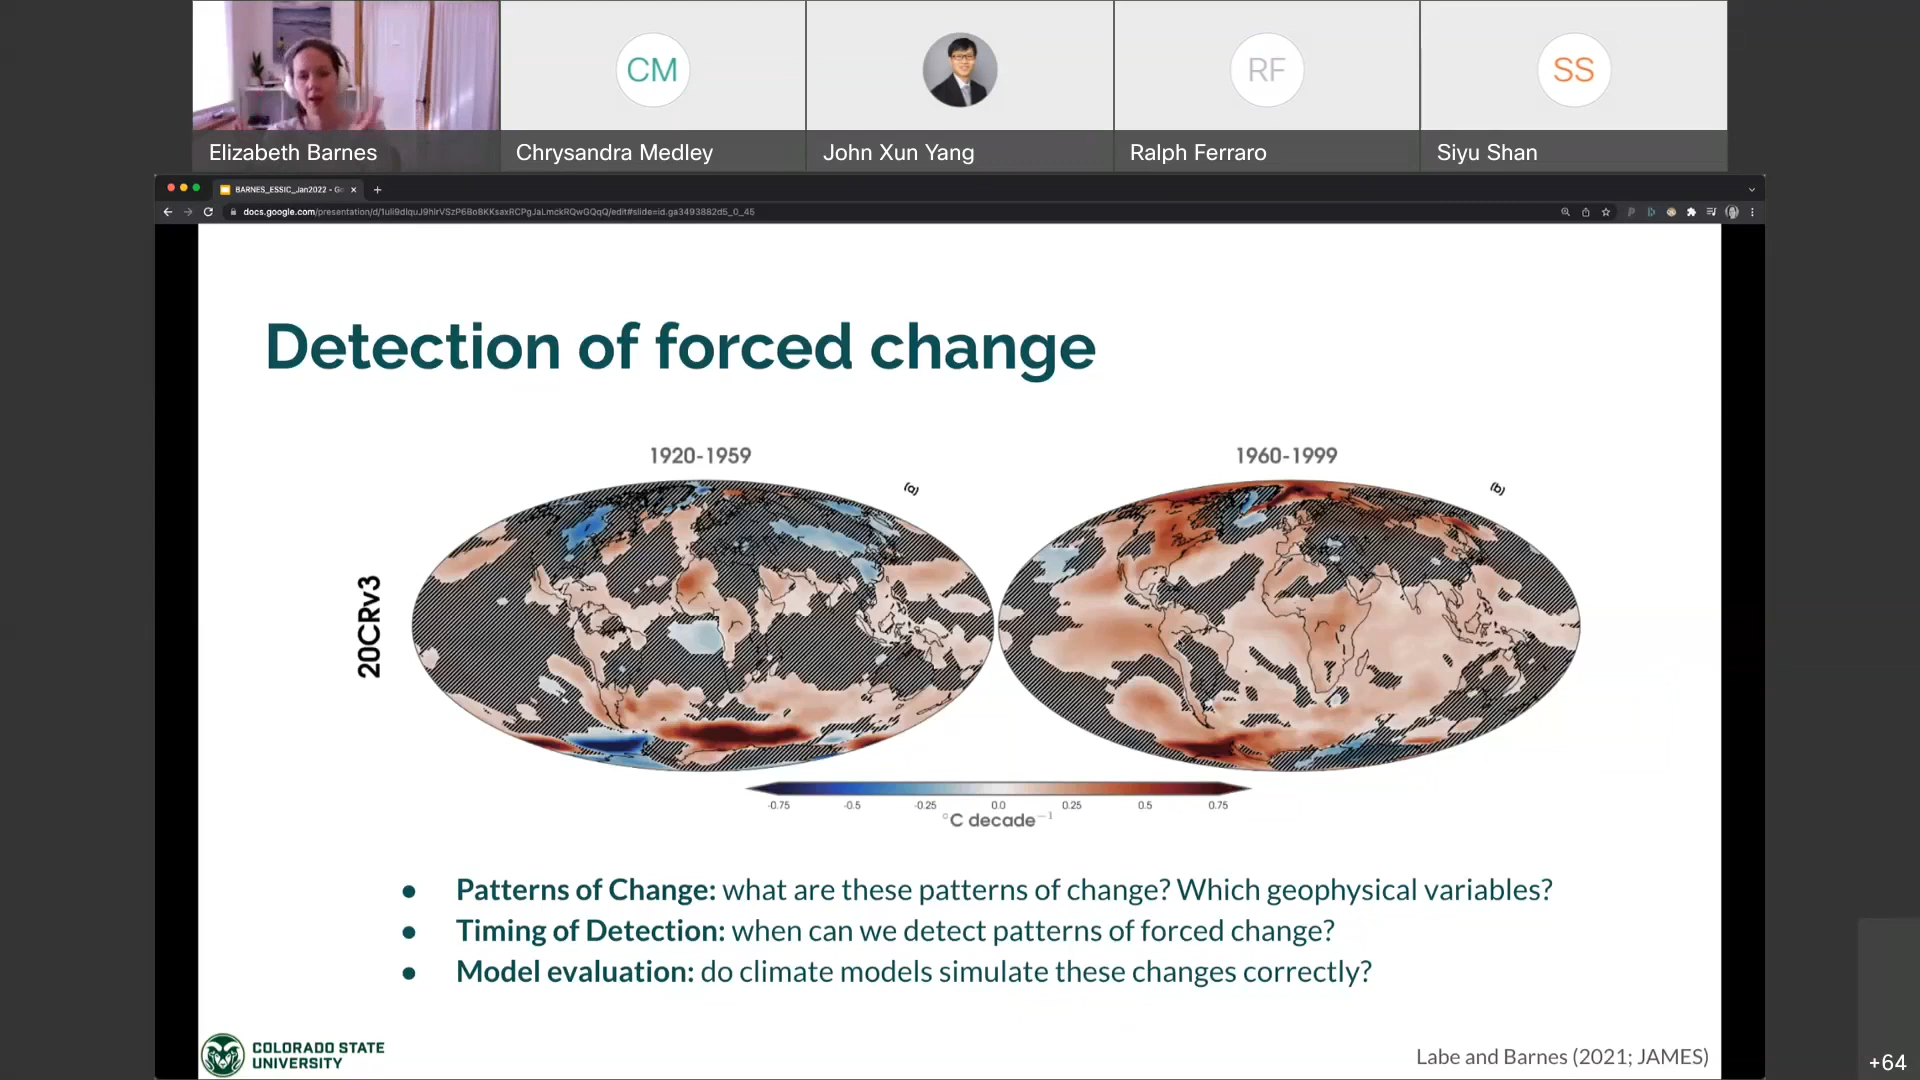 CM
RF
SS
Elizabeth Barnes
Chrysandra Medley
John Xun Yang
Ralph Ferraro
Siyu Shan
BARNES_ESSIC_Jan2022 - Go
Detection of forced change
1920-1959
1960-1999
(a)
(b)
20CRv3
-0.75 -0.5 -0.25 0.0 0.25 0.5 0.75
°C decade⁻¹
● Patterns of Change: what are these patterns of change? Which geophysical variables?
● Timing of Detection: when can we detect patterns of forced change?
● Model evaluation: do climate models simulate these changes correctly?
COLORADO STATE
UNIVERSITY
Labe and Barnes (2021; JAMES)
+64